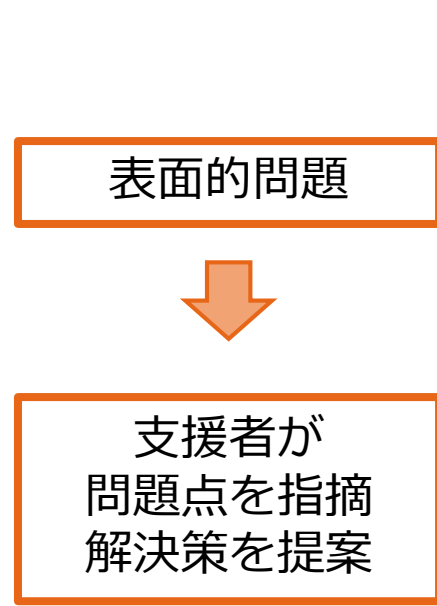 表面的問題
支援者が
問題点を指摘
解決策を提案